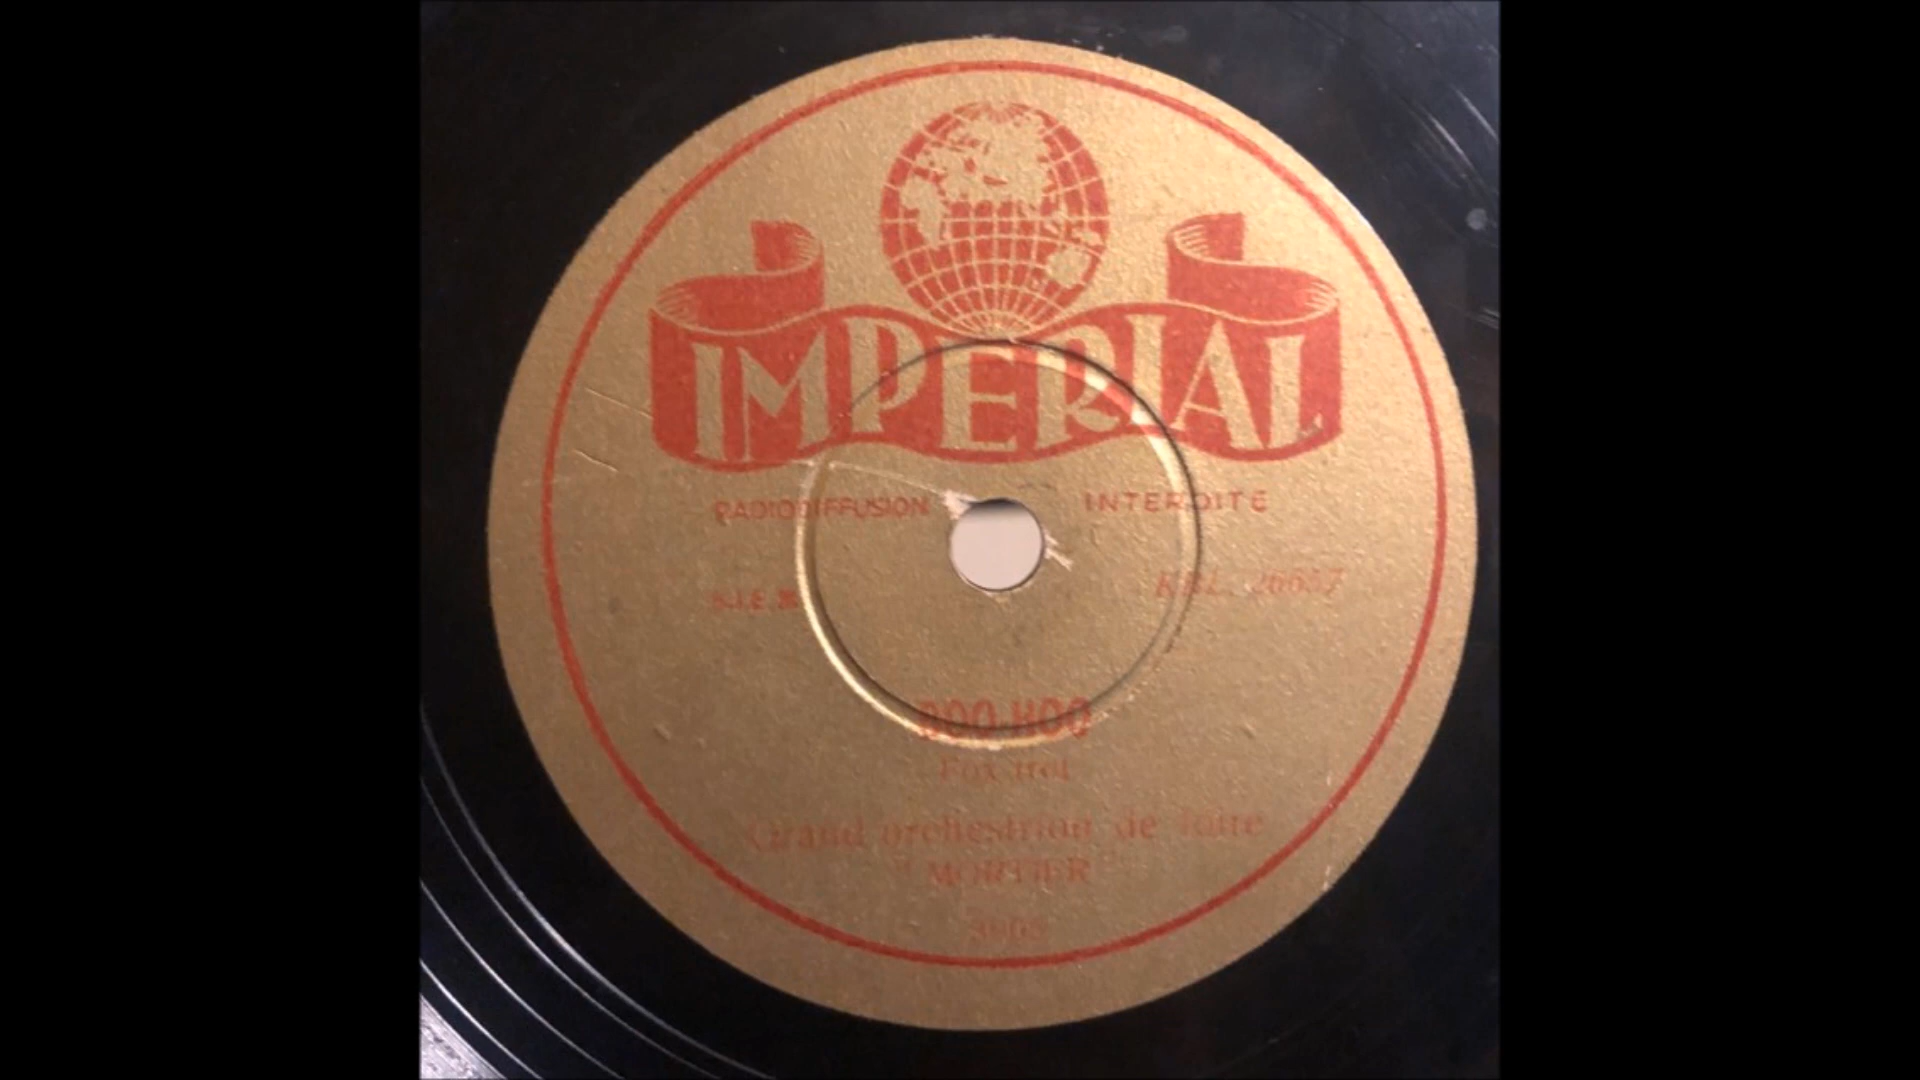 IMPERIAL
RADIODIFFUSION INTERDITE
BOO-HOO
Fox trot
Grand orchestrion de foire
"MORTIER"